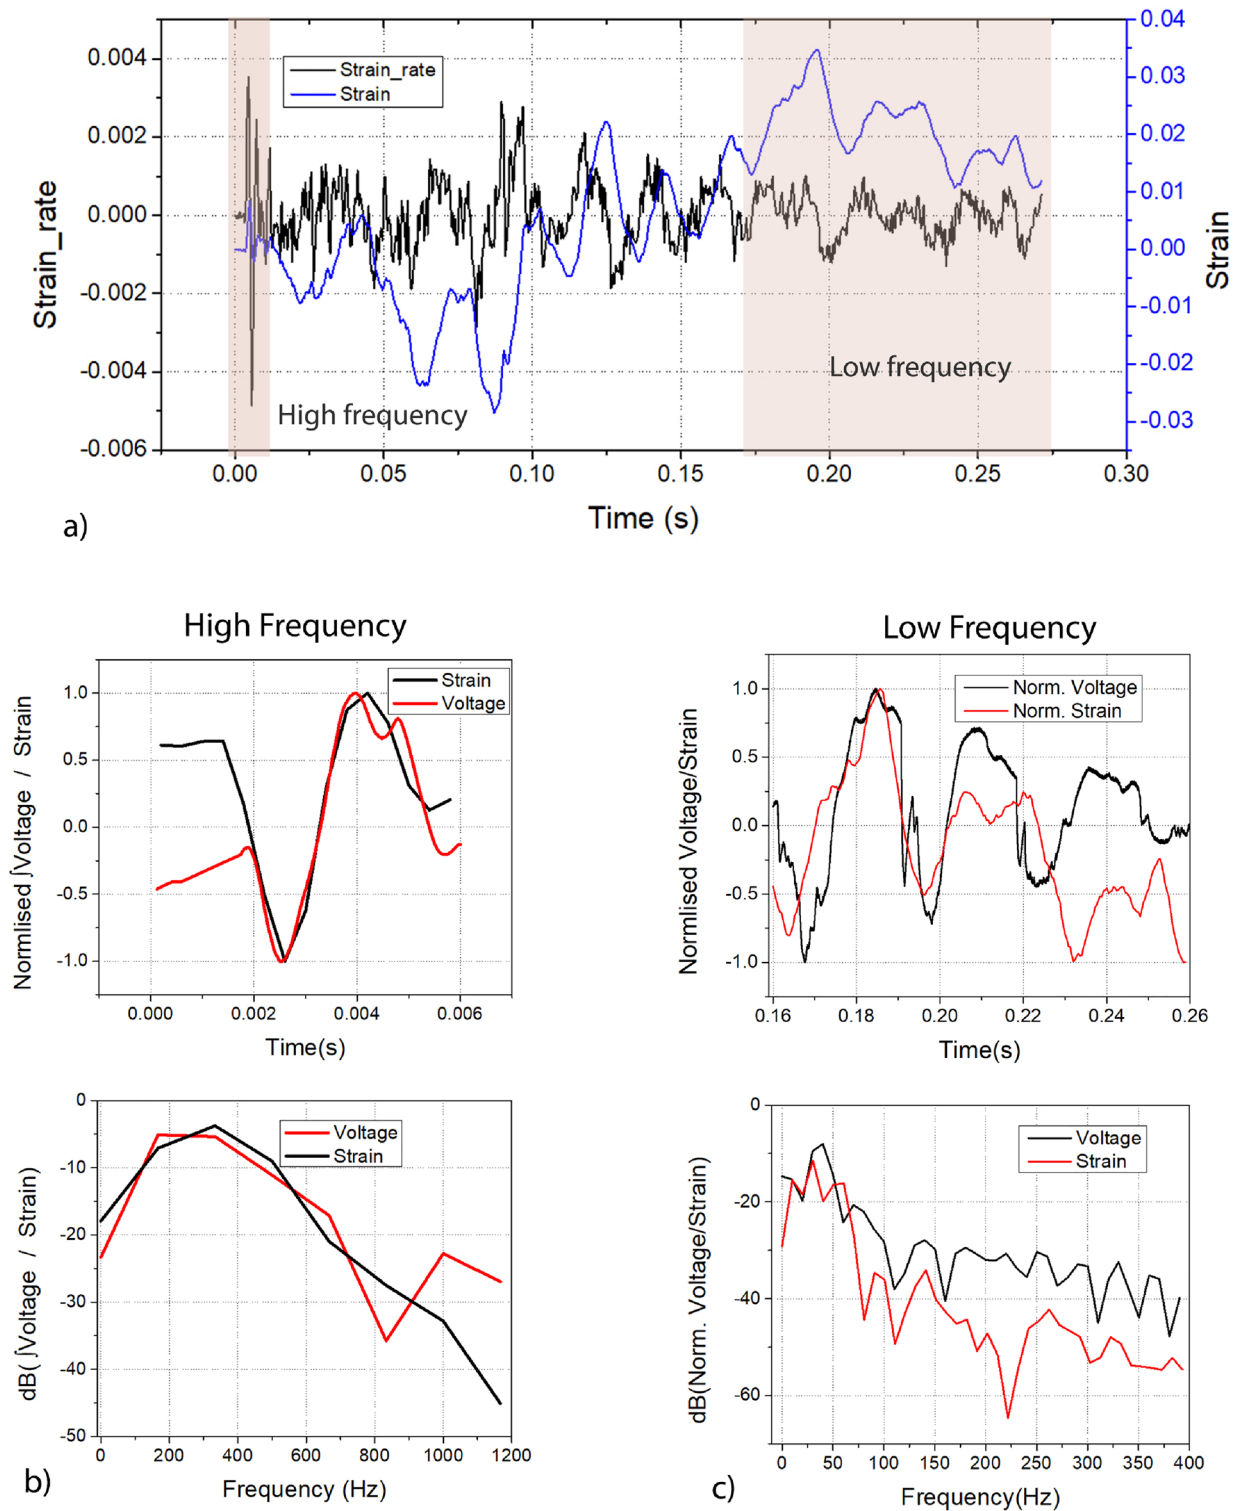 0.004
0.002
0.000
-0.002
-0.004
-0.006
Strain_rate
Strain_rate
Strain
0.04
0.03
0.02
0.01
0.00
-0.01
-0.02
-0.03
Strain
High frequency
Low frequency
0.00 0.05 0.10 0.15 0.20 0.25 0.30
Time (s)
a)
High Frequency
1.0
0.5
0.0
-0.5
-1.0
Normlised ∫Voltage / Strain
Strain
Voltage
0.000 0.002 0.004 0.006
Time(s)
Low Frequency
1.0
0.5
0.0
-0.5
-1.0
Normlised Voltage/Strain
Norm. Voltage
Norm. Strain
0.16 0.18 0.20 0.22 0.24 0.26
Time(s)
0
-10
-20
-30
-40
-50
dB(∫Voltage / Strain)
Voltage
Strain
0 200 400 600 800 1000 1200
Frequency (Hz)
b)
0
-20
-40
-60
dB(Norm. Voltage/Strain)
Voltage
Strain
0 50 100 150 200 250 300 350 400
Frequency(Hz)
c)